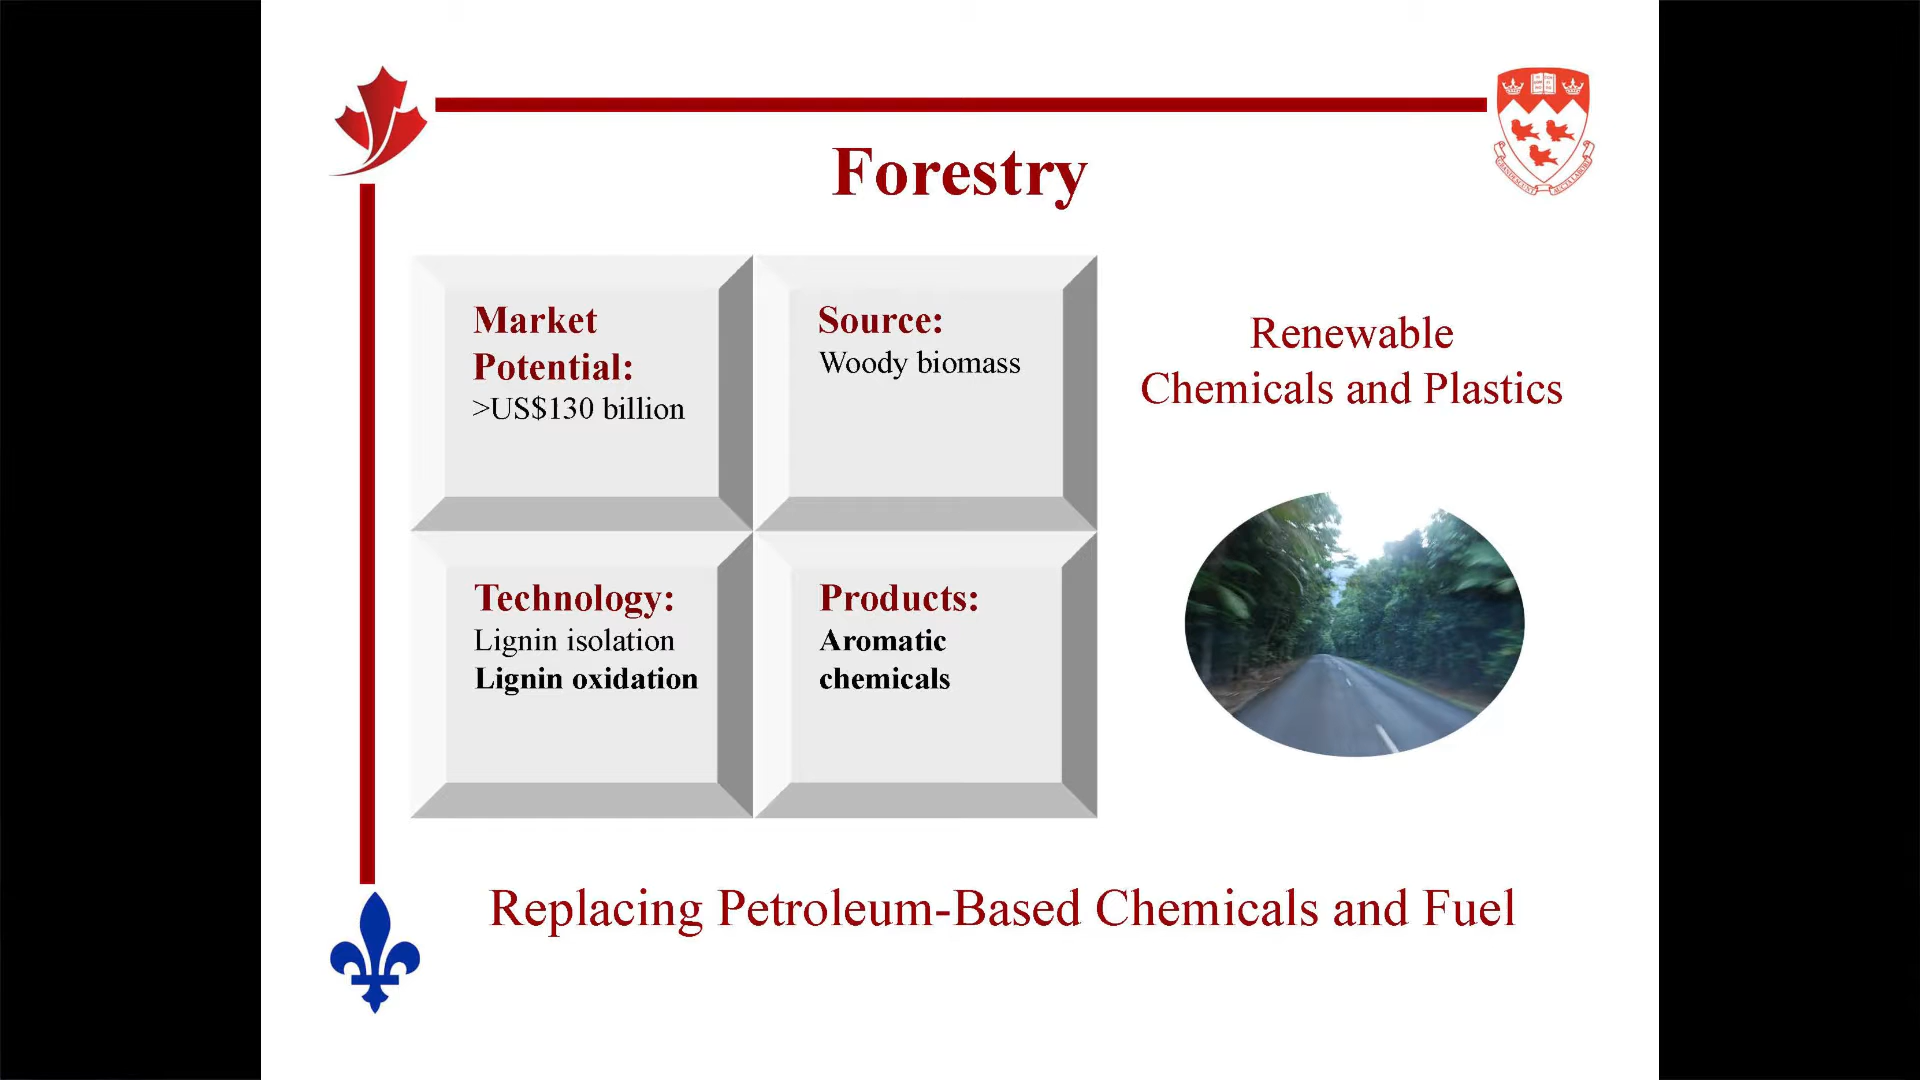 Forestry
Market
Potential:
>US$130 billion
Source:
Woody biomass
Technology:
Lignin isolation
Lignin oxidation
Products:
Aromatic
chemicals
Renewable
Chemicals and Plastics
Replacing Petroleum-Based Chemicals and Fuel